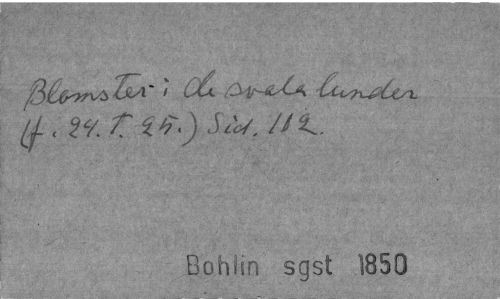 Blomster i de svala lunder
(f. 24. T. 25.) Sid. 112.
Bohlin sgst 1850